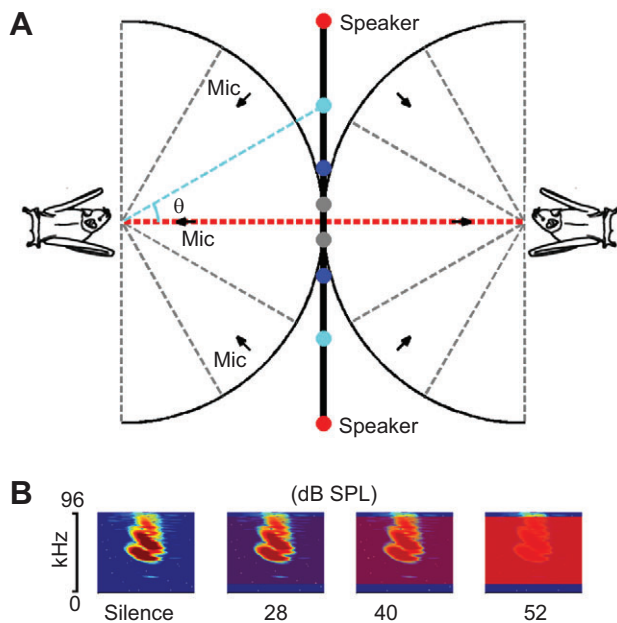 A
Speaker
Mic
θ
Mic
Mic
Speaker
B
(dB SPL)
96
kHz
0
Silence 28 40 52